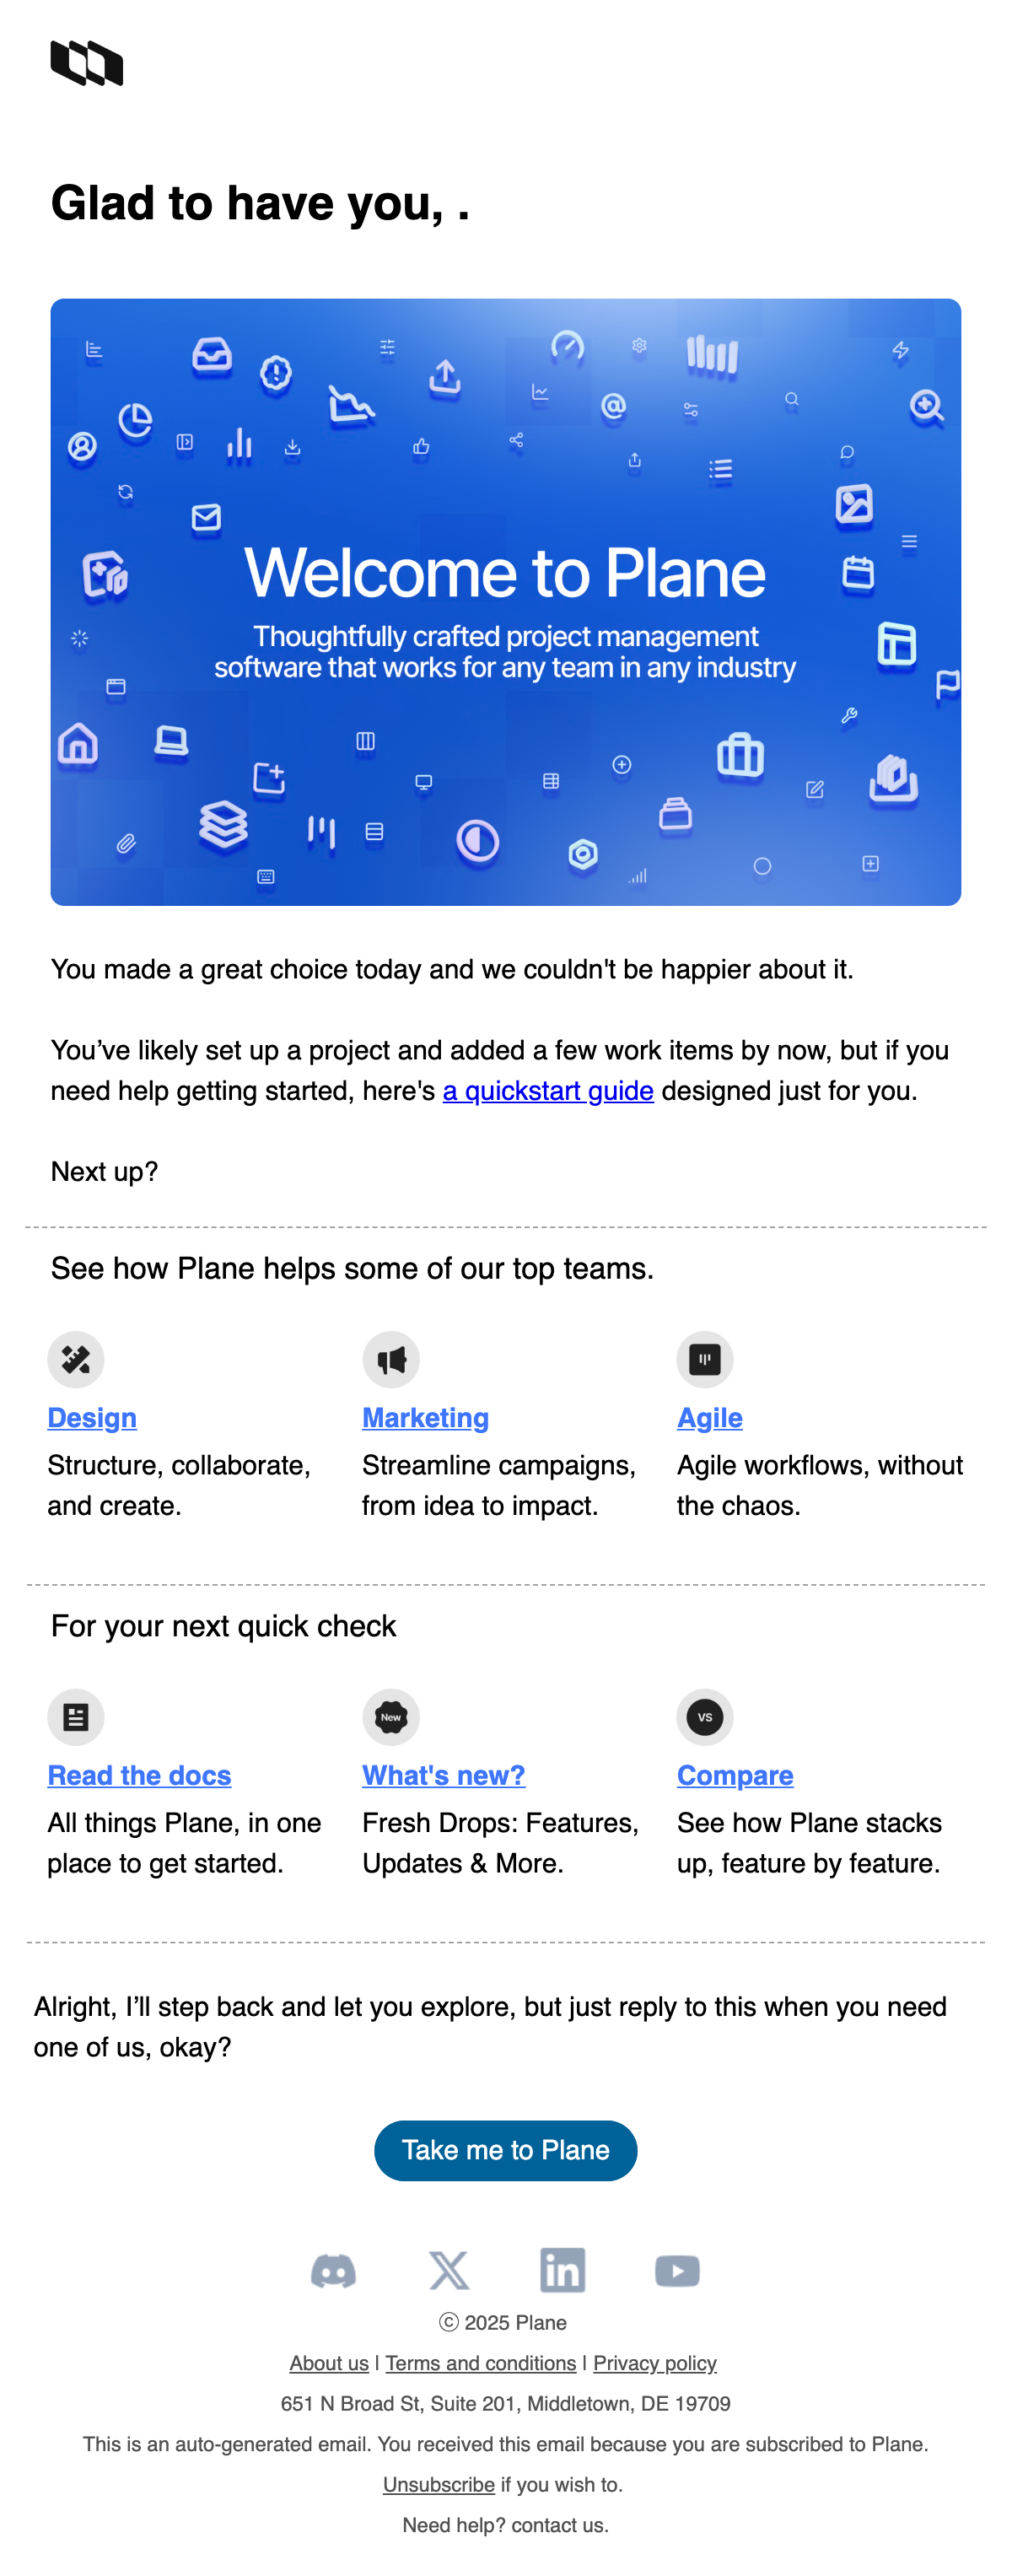 Glad to have you, .
Welcome to Plane
Thoughtfully crafted project management
software that works for any team in any industry
You made a great choice today and we couldn't be happier about it.
You’ve likely set up a project and added a few work items by now, but if you
need help getting started, here's a quickstart guide designed just for you.
Next up?
See how Plane helps some of our top teams.
Design
Structure, collaborate,
and create.
Marketing
Streamline campaigns,
from idea to impact.
Agile
Agile workflows, without
the chaos.
For your next quick check
Read the docs
All things Plane, in one
place to get started.
New
What's new?
Fresh Drops: Features,
Updates & More.
VS
Compare
See how Plane stacks
up, feature by feature.
Alright, I’ll step back and let you explore, but just reply to this when you need
one of us, okay?
Take me to Plane
ⓒ 2025 Plane
About us | Terms and conditions | Privacy policy
651 N Broad St, Suite 201, Middletown, DE 19709
This is an auto-generated email. You received this email because you are subscribed to Plane.
Unsubscribe if you wish to.
Need help? contact us.